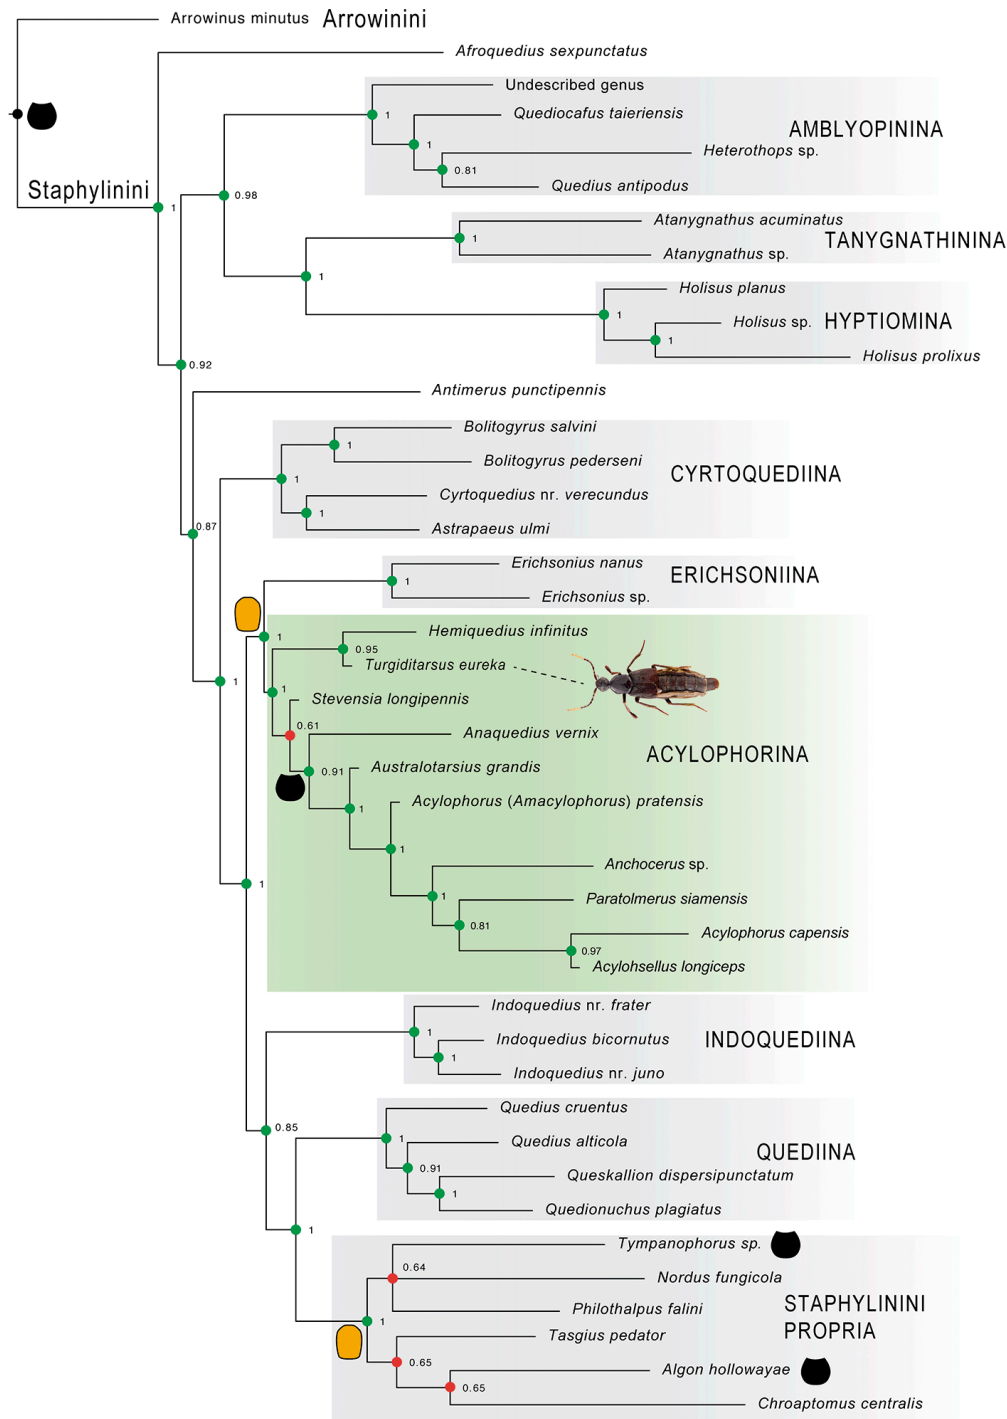 Arrowinus minutus Arrowinini
Afroquedius sexpunctatus
Undescribed genus
1
Quediocafus taieriensis
AMBLYOPININA
1
Heterothops sp.
0.81
Quedius antipodus
Staphylinini
0.98
1
Atanygnathus acuminatus
1
TANYGNATHININA
Atanygnathus sp.
1
Holisus planus
1
Holisus sp.
HYPTIOMINA
1
Holisus prolixus
0.92
Antimerus punctipennis
Bolitogyrus salvini
1
Bolitogyrus pederseni
1
CYRTOQUEDIINA
Cyrtoquedius nr. verecundus
1
Astrapaeus ulmi
0.87
Erichsonius nanus
1
ERICHSONIINA
Erichsonius sp.
Hemiquedius infinitus
1
0.95
Turgiditarsus eureka
1
1
Stevensia longipennis
0.61
Anaquedius vernix
ACYLOPHORINA
0.91
Australotarsius grandis
Acylophorus (Amacylophorus) pratensis
1
1
Anchocerus sp.
1
1
Paratolmerus siamensis
0.81
Acylophorus capensis
0.97
Acylohsellus longiceps
Indoquedius nr. frater
1
Indoquedius bicornutus
INDOQUEDIINA
1
Indoquedius nr. juno
Quedius cruentus
0.85
1
Quedius alticola
QUEDIINA
0.91
Queskallion dispersipunctatum
1
Quedionuchus plagiatus
1
Tympanophorus sp.
0.64
Nordus fungicola
Philothalpus falini
STAPHYLININI
PROPRIA
1
Tasgius pedator
0.65
Algon hollowayae
0.65
Chroaptomus centralis